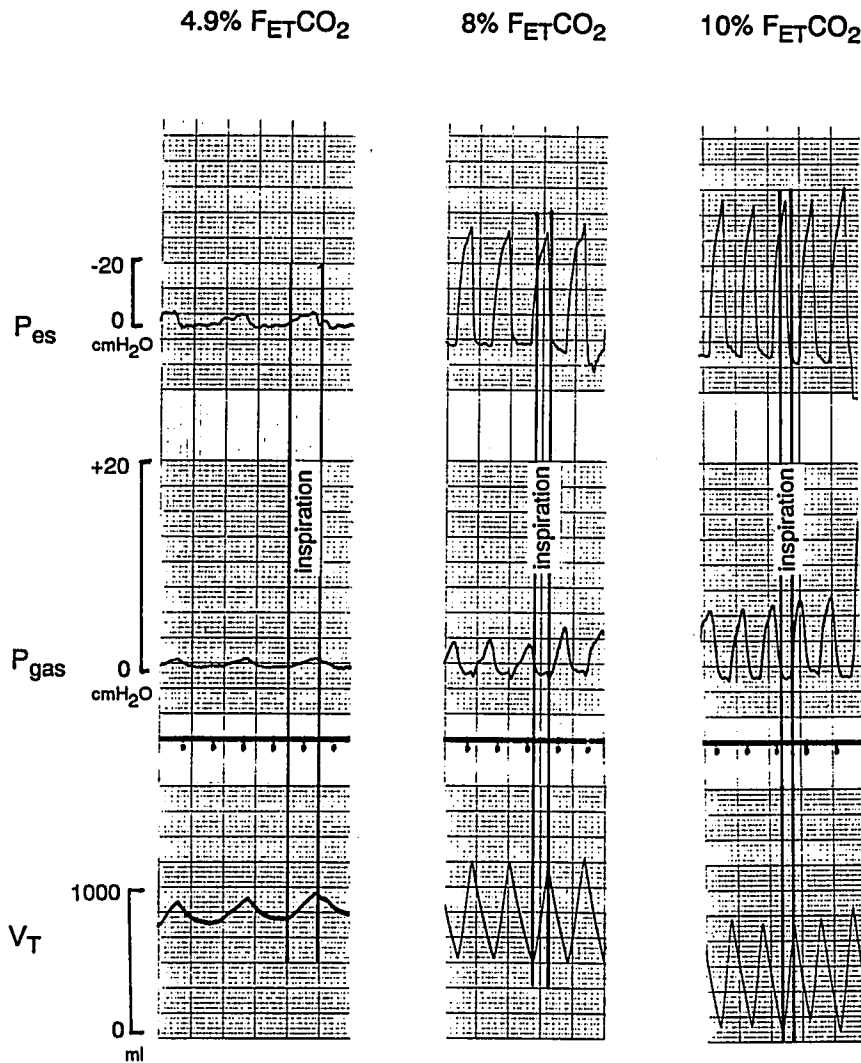 4.9% FETCO2 8% FETCO2 10% FETCO2
-20
Pes 0
cmH2O
+20
inspiration inspiration inspiration
Pgas 0
cmH2O
1000
VT
0
ml